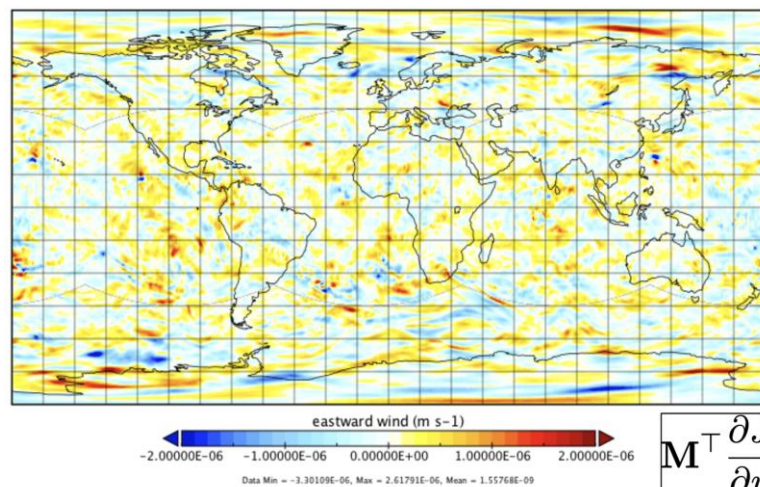 eastward wind (m s-1)
-2.00000E-06 -1.00000E-06 0.00000E+00 1.00000E-06 2.00000E-06
Data Min = -3.30109E-06, Max = 2.61791E-06, Mean = 1.55768E-09
M⊤ ∂